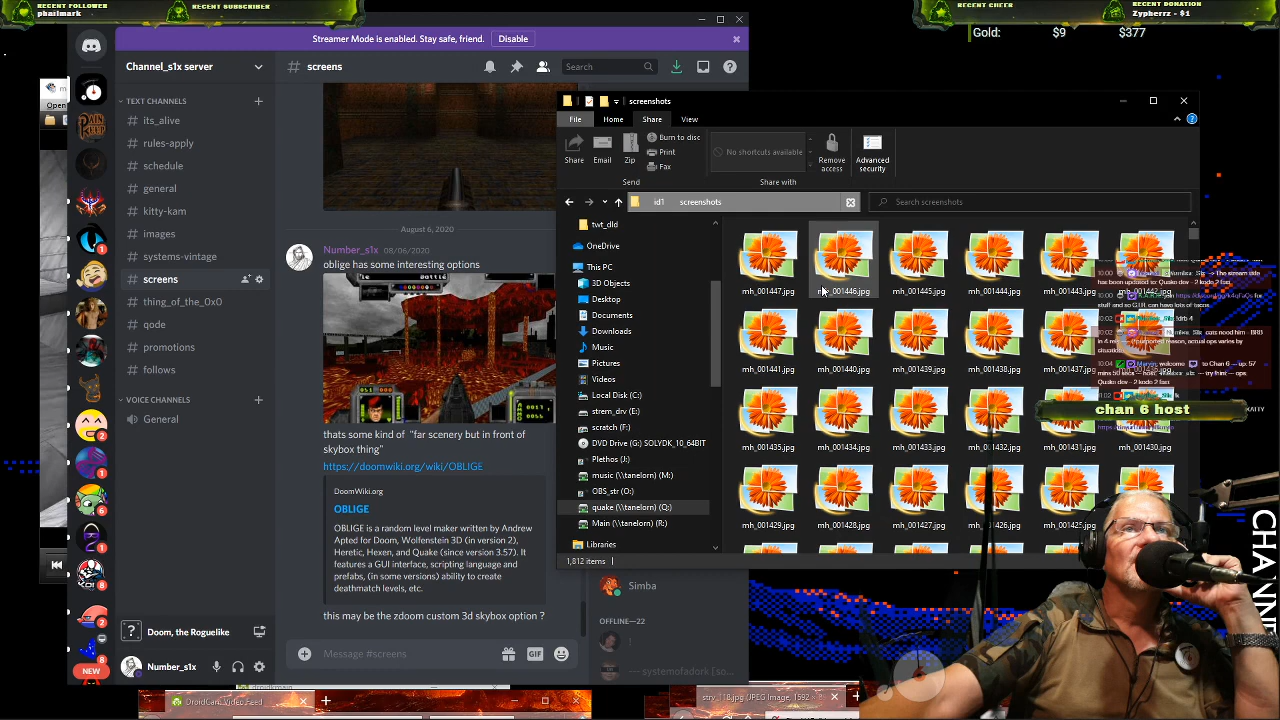 RECENT FOLLOWER
phailmark
RECENT SUBSCRIBER
RECENT CHEER
RECENT DONATION
Zypherrz - $1
Gold: $9 $377
Streamer Mode is enabled. Stay safe, friend. Disable
Channel_s1x server
# screens
Search
TEXT CHANNELS
# its_alive
# rules-apply
# schedule
# general
# kitty-kam
# images
# systems-vintage
# screens
# thing_of_the_0x0
# qode
# promotions
# follows
VOICE CHANNELS
General
NEW
Doom, the Roguelike
Number_s1x
Open
August 6, 2020
Number_s1x 08/06/2020
oblige has some interesting options
thats some kind of "far scenery but in front of
skybox thing"
https://doomwiki.org/wiki/OBLIGE
DoomWiki.org
OBLIGE
OBLIGE is a random level maker written by Andrew
Apted for Doom, Wolfenstein 3D (in version 2),
Heretic, Hexen, and Quake (since version 3.57). It
features a GUI interface, scripting language and
prefabs, (in some versions) ability to create
deathmatch levels, etc.
this may be the zdoom custom 3d skybox option ?
Message #screens
GIF
Simba
OFFLINE—22
screenshots
File Home Share View
Share Email Zip
Burn to disc
Print
Fax
No shortcuts available
Remove access
Advanced security
Send
Share with
id1 screenshots
Search screenshots
twt_dld
OneDrive
This PC
3D Objects
Desktop
Documents
Downloads
Music
Pictures
Videos
Local Disk (C:)
strem_drv (E:)
scratch (F:)
DVD Drive (G:) SOLYDK_10_64BIT
Plethos (J:)
music (\\tanelorn) (M:)
OBS_str (O:)
quake (\\tanelorn) (Q:)
Main (\\tanelorn) (R:)
Libraries
mh_001447.jpg mh_001446.jpg mh_001445.jpg mh_001444.jpg mh_001443.jpg mh_001442.jpg
mh_001441.jpg mh_001440.jpg mh_001439.jpg mh_001438.jpg
mh_001435.jpg mh_001434.jpg mh_001433.jpg mh_001432.jpg mh_001431.jpg mh_001430.jpg
mh_001429.jpg mh_001428.jpg mh_001427.jpg mh_001426.jpg mh_001425.jpg
1,812 items
chan 6 host
CHANNE
DroidCam Video Feed
strv_118.jpg (JPEG Image, 1592 ×